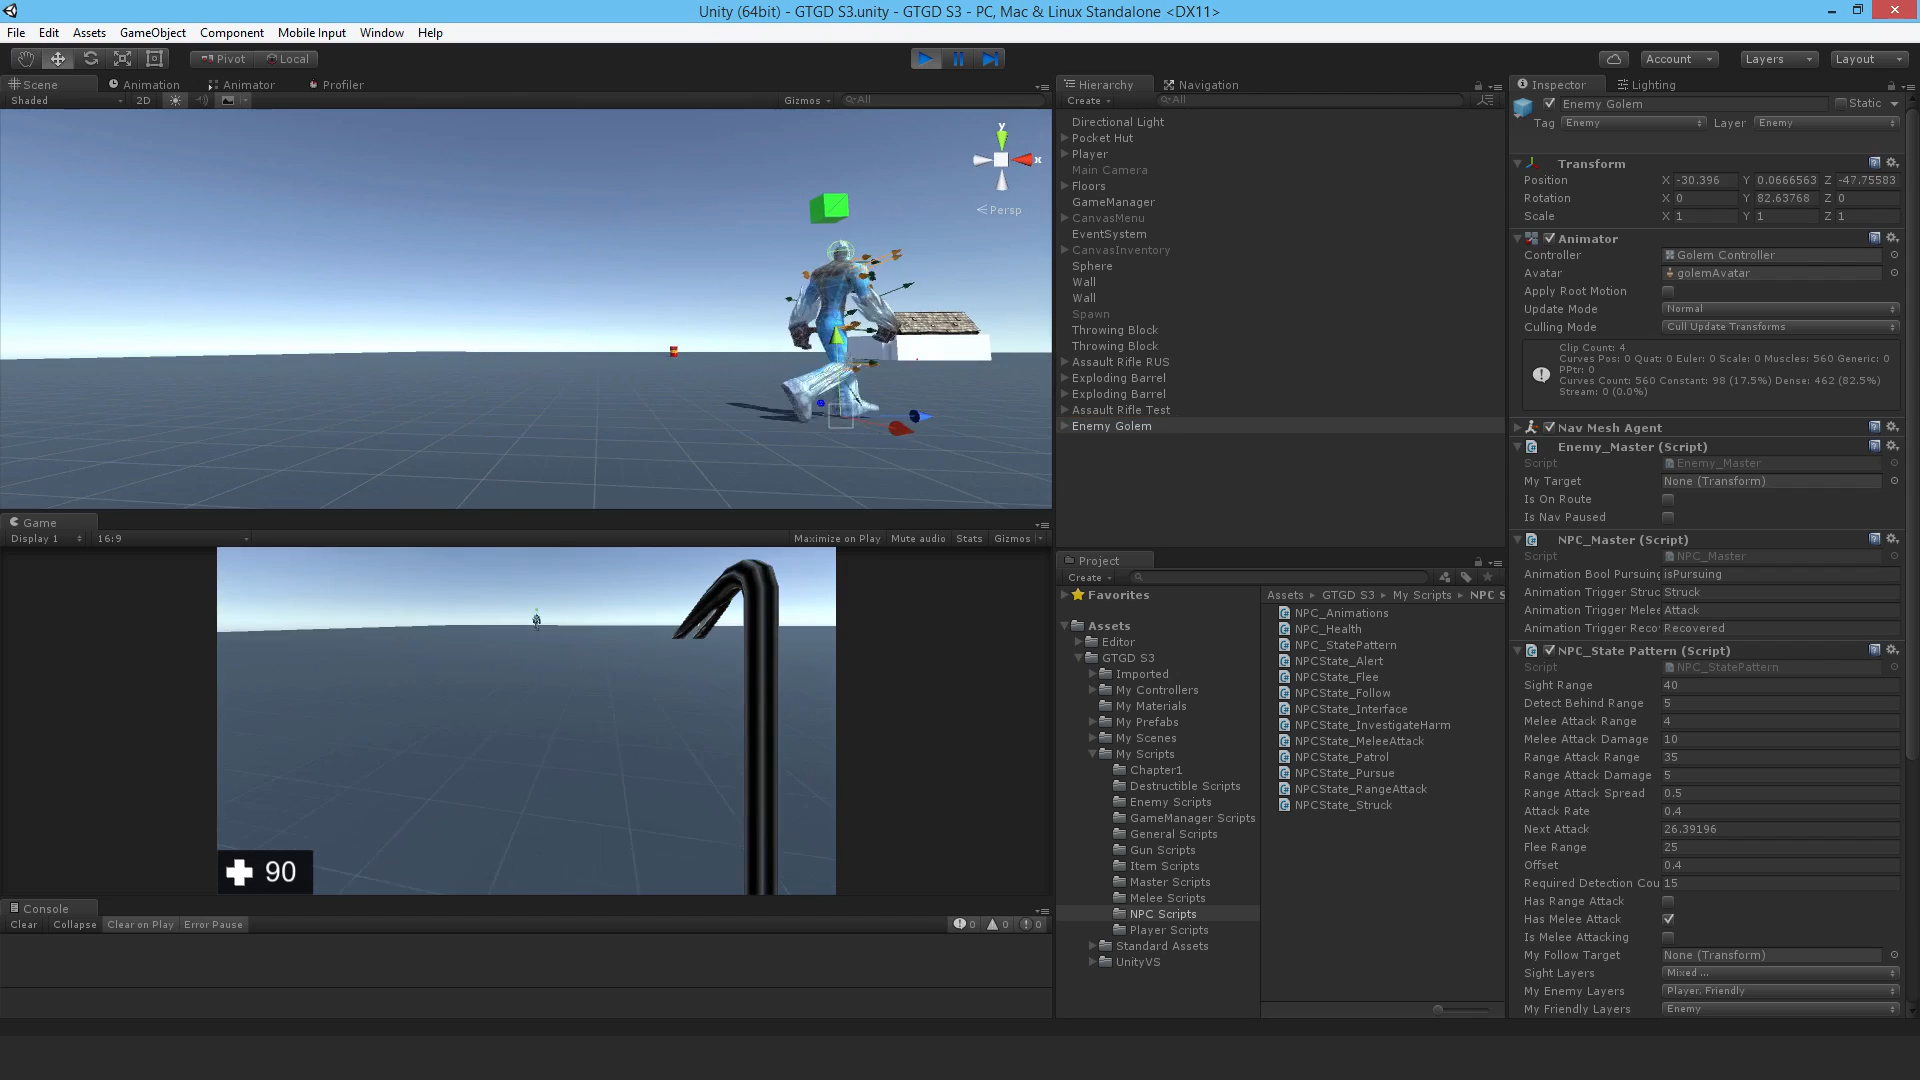 Unity (64bit) - GTGD S3.unity - GTGD S3 - PC, Mac & Linux Standalone <DX11>
File Edit Assets GameObject Component Mobile Input Window Help
Pivot Local Account Layers Layout
Scene Animation Animator Profiler
Shaded 2D Gizmos All
y
x
Persp
Game
Display 1 16:9 Maximize on Play Mute audio Stats Gizmos
90
Console
Clear Collapse Clear on Play Error Pause 0 0 0
Hierarchy Navigation
Create All
Directional Light
Pocket Hut
Player
Main Camera
Floors
GameManager
CanvasMenu
EventSystem
CanvasInventory
Sphere
Wall
Wall
Spawn
Throwing Block
Throwing Block
Assault Rifle RUS
Exploding Barrel
Exploding Barrel
Assault Rifle Test
Enemy Golem
Project
Create
Favorites
Assets
Editor
GTGD S3
Imported
My Controllers
My Materials
My Prefabs
My Scenes
My Scripts
Chapter1
Destructible Scripts
Enemy Scripts
GameManager Scripts
General Scripts
Gun Scripts
Item Scripts
Master Scripts
Melee Scripts
NPC Scripts
Player Scripts
Standard Assets
UnityVS
Assets GTGD S3 My Scripts NPC S
NPC_Animations
NPC_Health
NPC_StatePattern
NPCState_Alert
NPCState_Flee
NPCState_Follow
NPCState_Interface
NPCState_InvestigateHarm
NPCState_MeleeAttack
NPCState_Patrol
NPCState_Pursue
NPCState_RangeAttack
NPCState_Struck
Inspector Lighting
Enemy Golem Static
Tag Enemy Layer Enemy
Transform
Position X -30.396 Y 0.0666563 Z -47.75583
Rotation X 0 Y 82.63768 Z 0
Scale X 1 Y 1 Z 1
Animator
Controller Golem Controller
Avatar golemAvatar
Apply Root Motion
Update Mode Normal
Culling Mode Cull Update Transforms
Clip Count: 4
Curves Pos: 0 Quat: 0 Euler: 0 Scale: 0 Muscles: 560 Generic: 0
PPtr: 0
Curves Count: 560 Constant: 98 (17.5%) Dense: 462 (82.5%)
Stream: 0 (0.0%)
Nav Mesh Agent
Enemy_Master (Script)
Script Enemy_Master
My Target None (Transform)
Is On Route
Is Nav Paused
NPC_Master (Script)
Script NPC_Master
Animation Bool Pursuing isPursuing
Animation Trigger Struc Struck
Animation Trigger Melee Attack
Animation Trigger Reco Recovered
NPC_State Pattern (Script)
Script NPC_StatePattern
Sight Range 40
Detect Behind Range 5
Melee Attack Range 4
Melee Attack Damage 10
Range Attack Range 35
Range Attack Damage 5
Range Attack Spread 0.5
Attack Rate 0.4
Next Attack 26.39196
Flee Range 25
Offset 0.4
Required Detection Cou 15
Has Range Attack
Has Melee Attack
Is Melee Attacking
My Follow Target None (Transform)
Sight Layers Mixed ...
My Enemy Layers Player, Friendly
My Friendly Layers Enemy